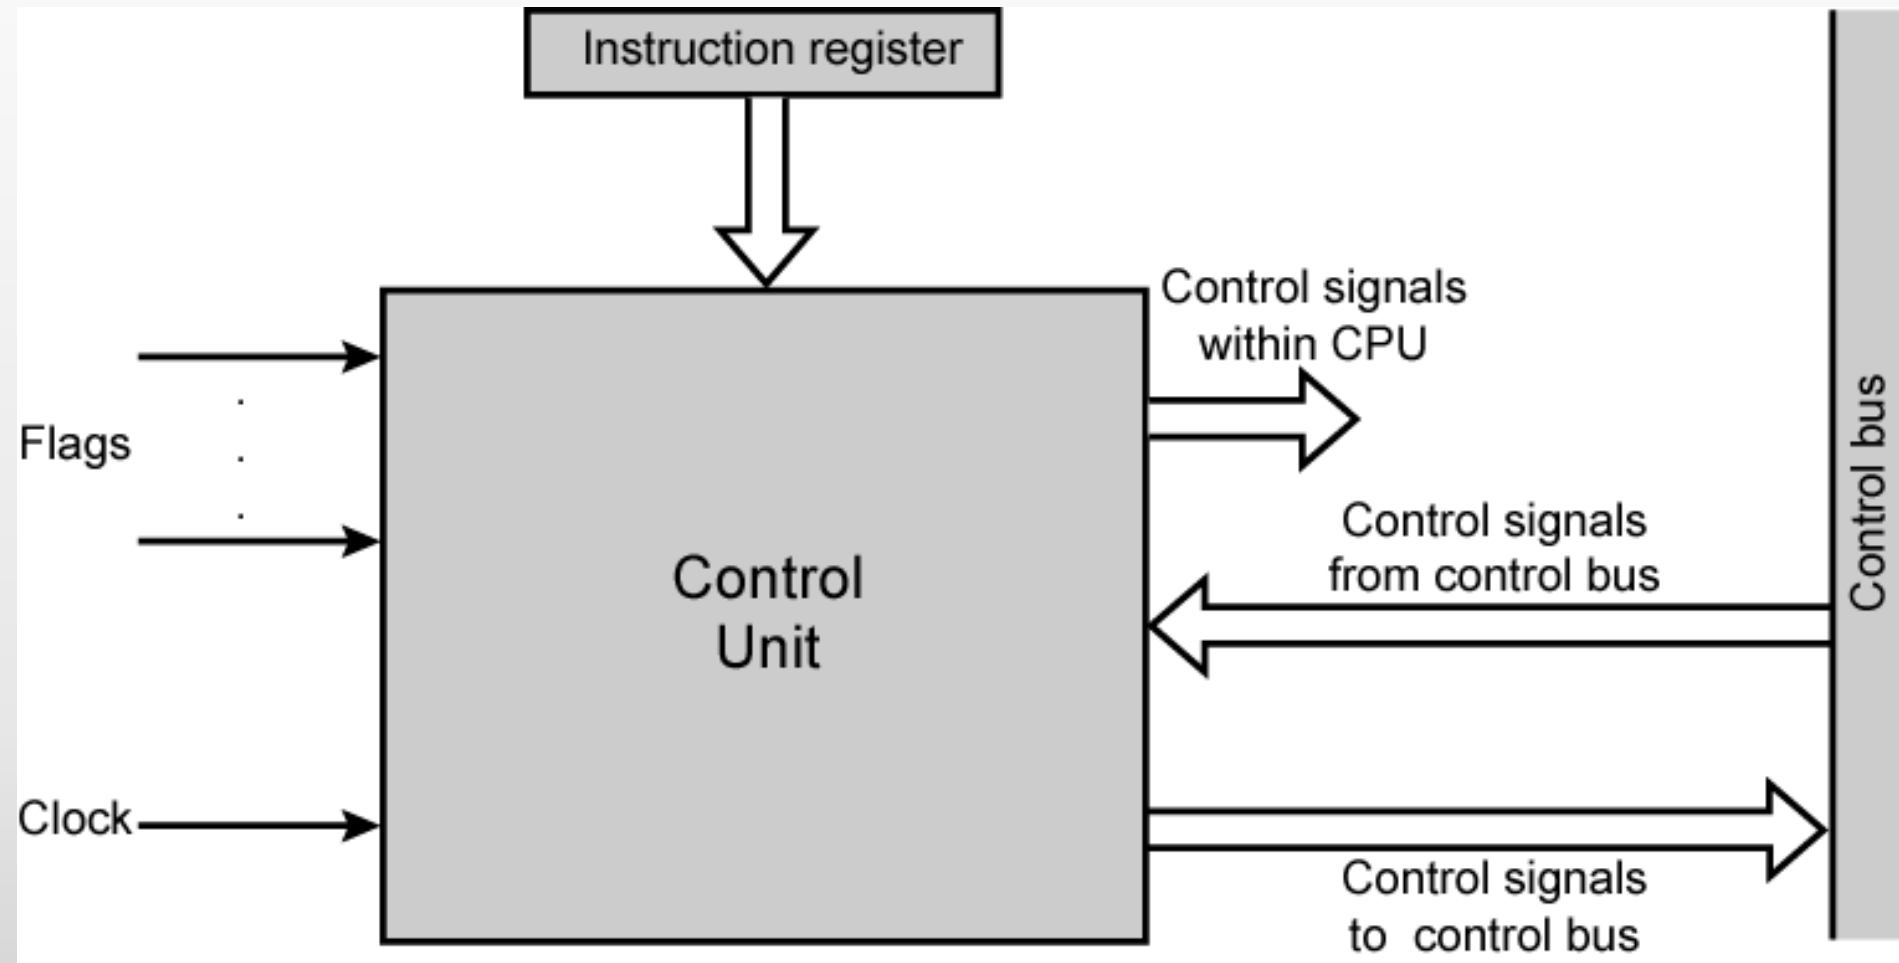 Instruction register
Control signals
within CPU
Flags
Control signals
from control bus
Control bus
Control
Unit
Clock
Control signals
to control bus